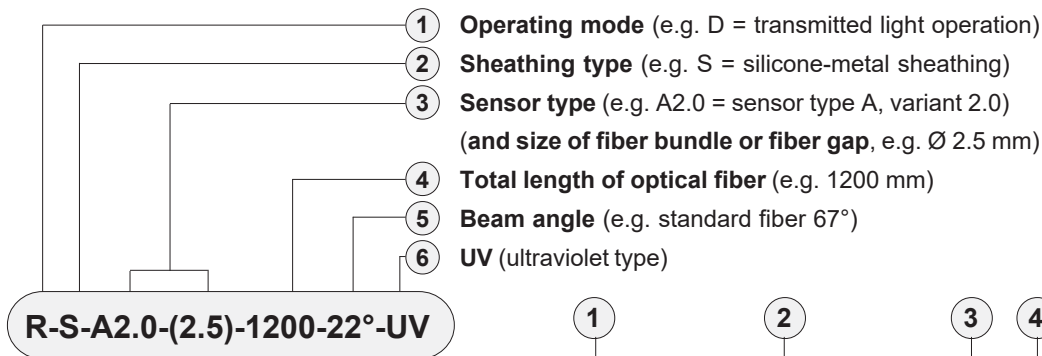 1 Operating mode (e.g. D = transmitted light operation)
2 Sheathing type (e.g. S = silicone-metal sheathing)
3 Sensor type (e.g. A2.0 = sensor type A, variant 2.0)
(and size of fiber bundle or fiber gap, e.g. Ø 2.5 mm)
4 Total length of optical fiber (e.g. 1200 mm)
5 Beam angle (e.g. standard fiber 67°)
6 UV (ultraviolet type)
R-S-A2.0-(2.5)-1200-22°-UV
1 2 3 4